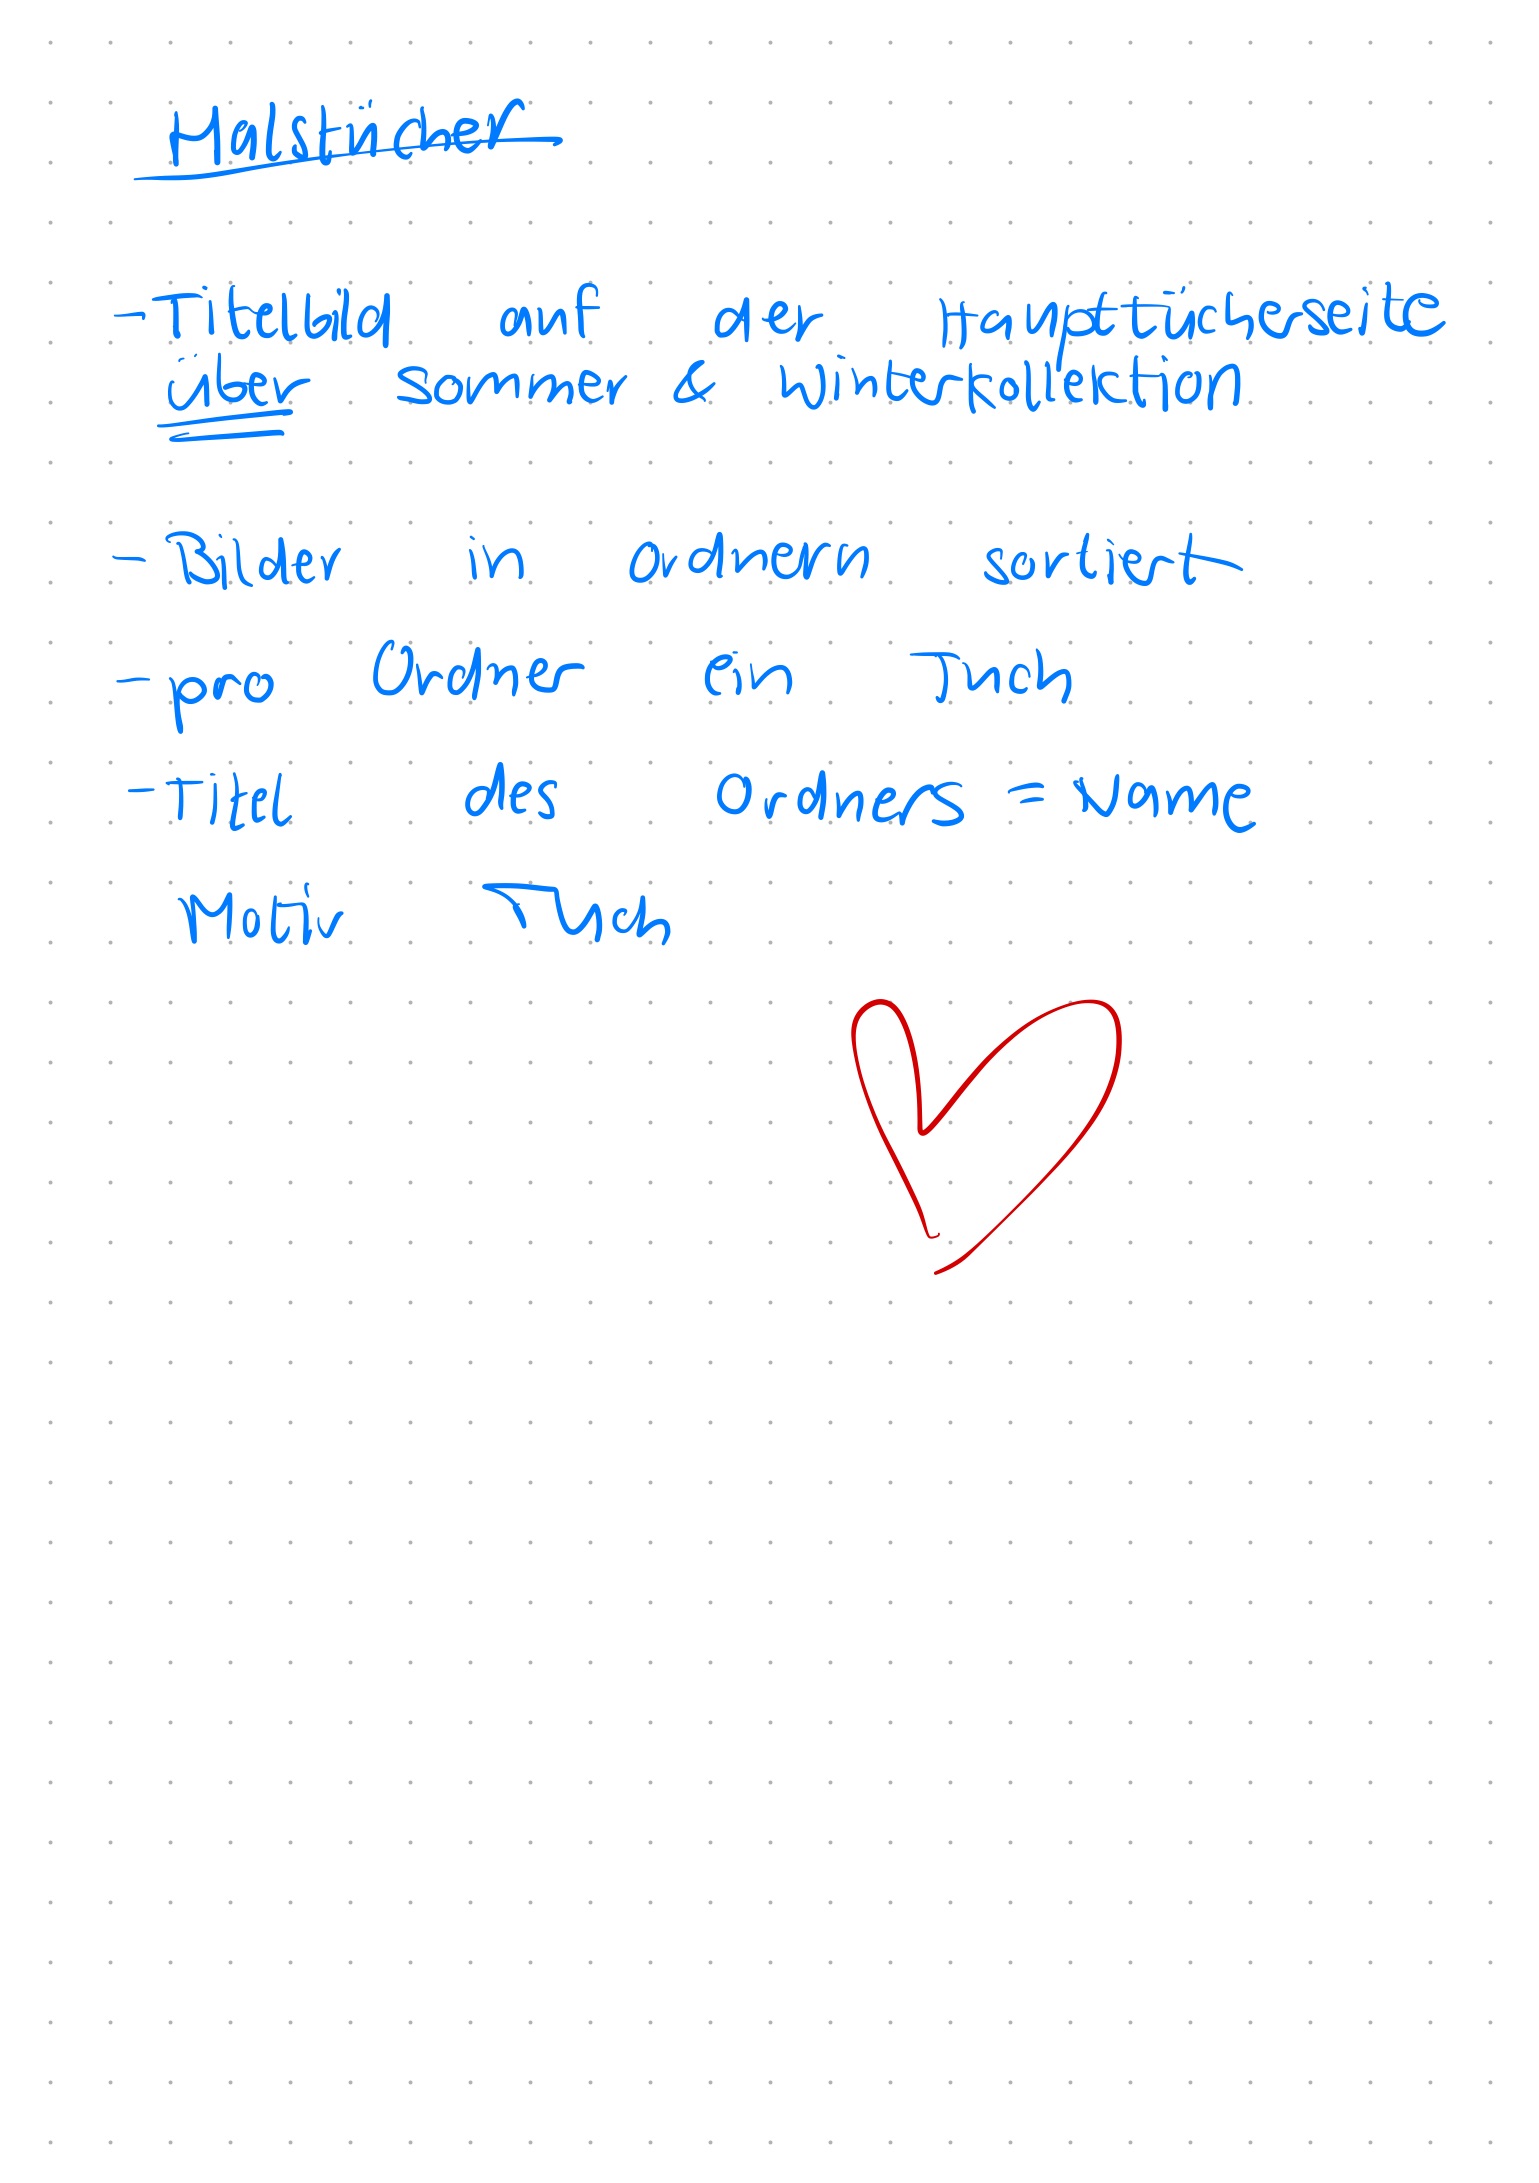 Halstücher
- Titelbild auf der Haupttücherseite
über Sommer & Winterkollektion
- Bilder in Ordnern sortiert
- pro Ordner ein Tuch
- Titel des Ordners = Name
Motiv Tuch